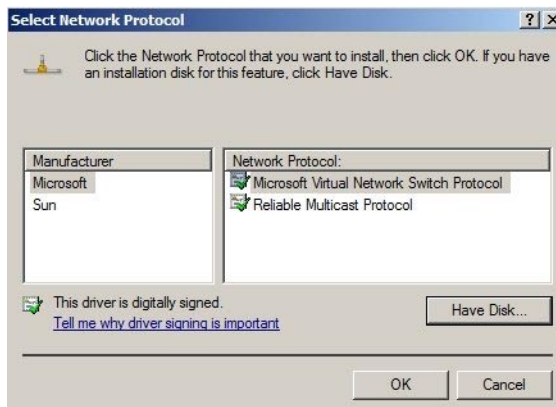 Select Network Protocol
Click the Network Protocol that you want to install, then click OK. If you have
an installation disk for this feature, click Have Disk.
Manufacturer
Microsoft
Sun
Network Protocol:
Microsoft Virtual Network Switch Protocol
Reliable Multicast Protocol
This driver is digitally signed.
Tell me why driver signing is important
Have Disk...
OK
Cancel